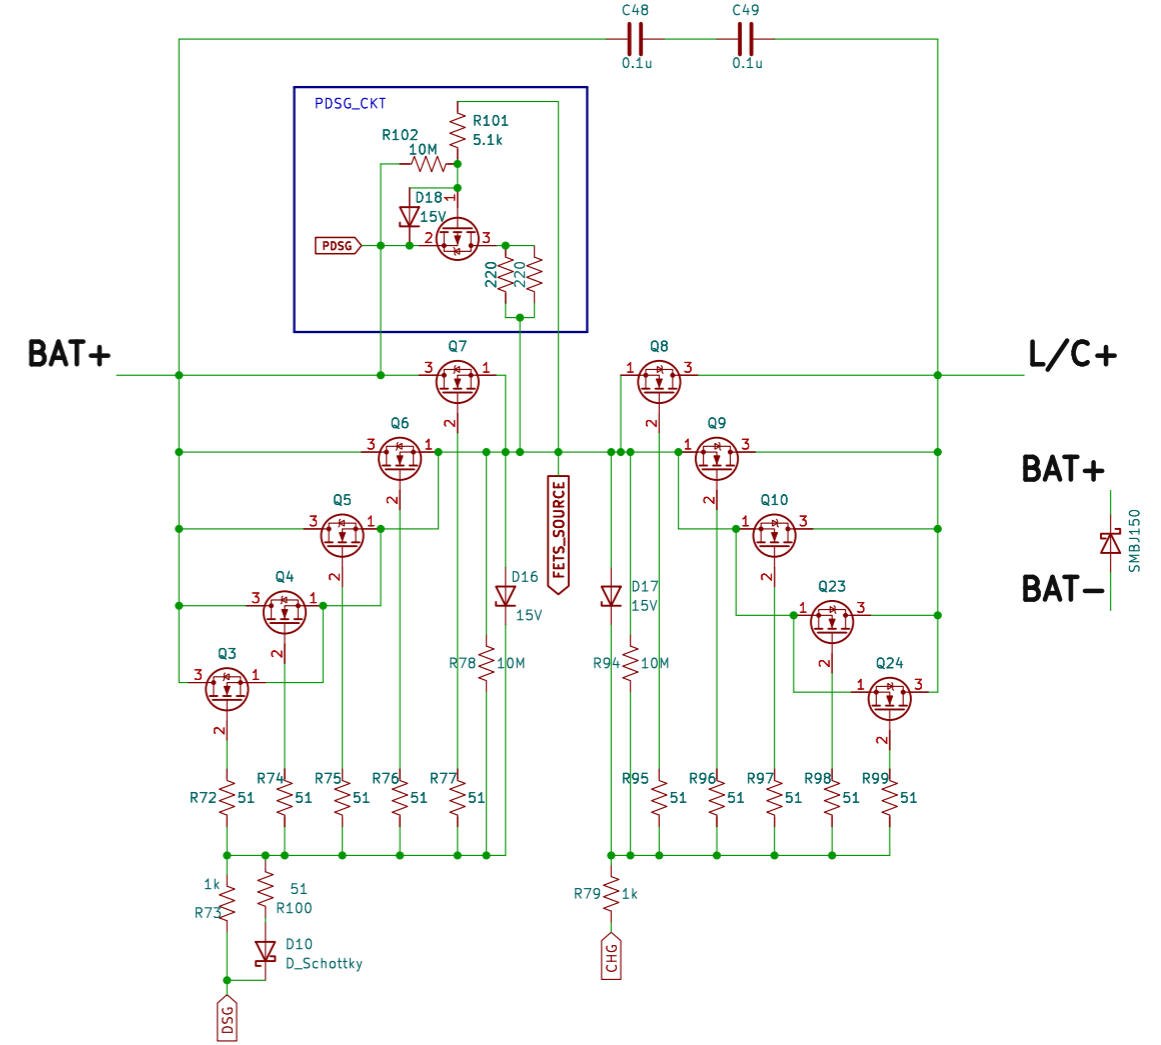 C48
C49
0.1u
0.1u
PDSG_CKT
R101
5.1k
R102
10M
D18
1
15V
PDSG
2
3
220
220
BAT+
Q7
3
1
2
Q8
1
3
2
L/C+
Q6
3
1
2
Q9
1
3
2
BAT+
Q5
3
1
2
FETS_SOURCE
Q10
1
3
2
SMBJ150
BAT-
Q4
3
1
2
D16
15V
D17
15V
Q23
1
3
2
Q3
3
1
2
R78
10M
R94
10M
Q24
1
3
2
R72
51
R74
51
R75
51
R76
51
R77
51
R95
51
R96
51
R97
51
R98
51
R99
51
1k
R73
51
R100
R79
1k
D10
D_Schottky
CHG
DSG